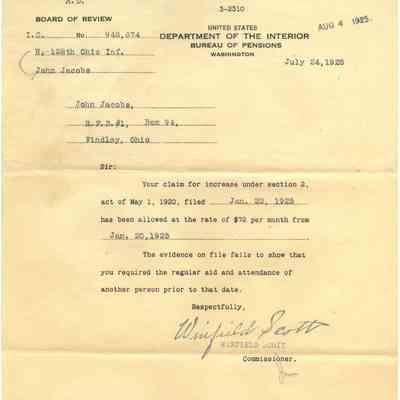 3-2310
BOARD OF REVIEW
UNITED STATES
DEPARTMENT OF THE INTERIOR
BUREAU OF PENSIONS
WASHINGTON
AUG 4 1925
I.C. No. 948,674
H, 128th Ohio Inf.
John Jacobs
July 24, 1925
John Jacobs,
R.F.D.#1, Box 94,
Findlay, Ohio
Sir:
Your claim for increase under section 2,
act of May 1, 1920, filed Jan. 22, 1925
has been allowed at the rate of $72 per month from
Jan. 20, 1925
The evidence on file fails to show that
you required the regular aid and attendance of
another person prior to that date.
Respectfully,
Winfield Scott
WINFIELD SCOTT
Commissioner.